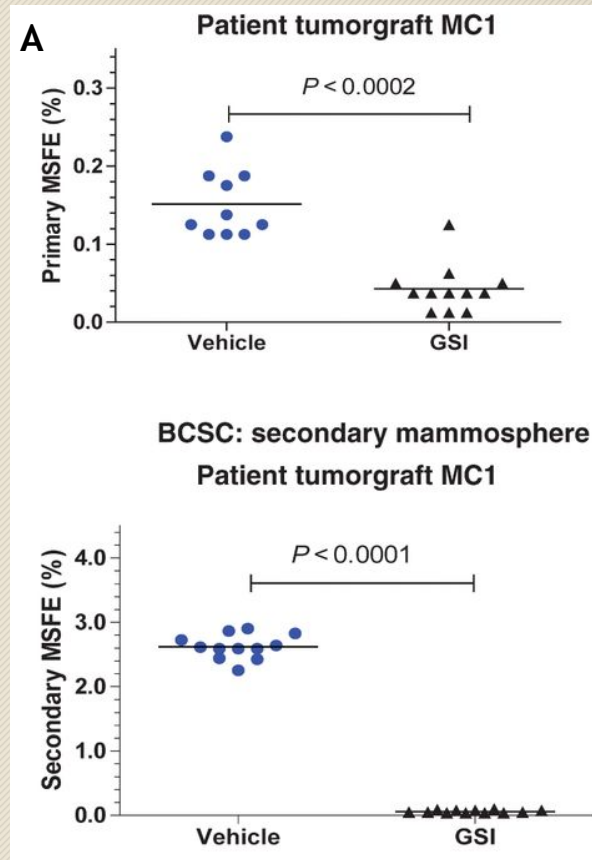 A
Patient tumorgraft MC1
Primary MSFE (%)
P < 0.0002
0.3
0.2
0.1
0.0
Vehicle GSI
BCSC: secondary mammosphere
Patient tumorgraft MC1
Secondary MSFE (%)
P < 0.0001
4.0
3.0
2.0
1.0
0.0
Vehicle GSI